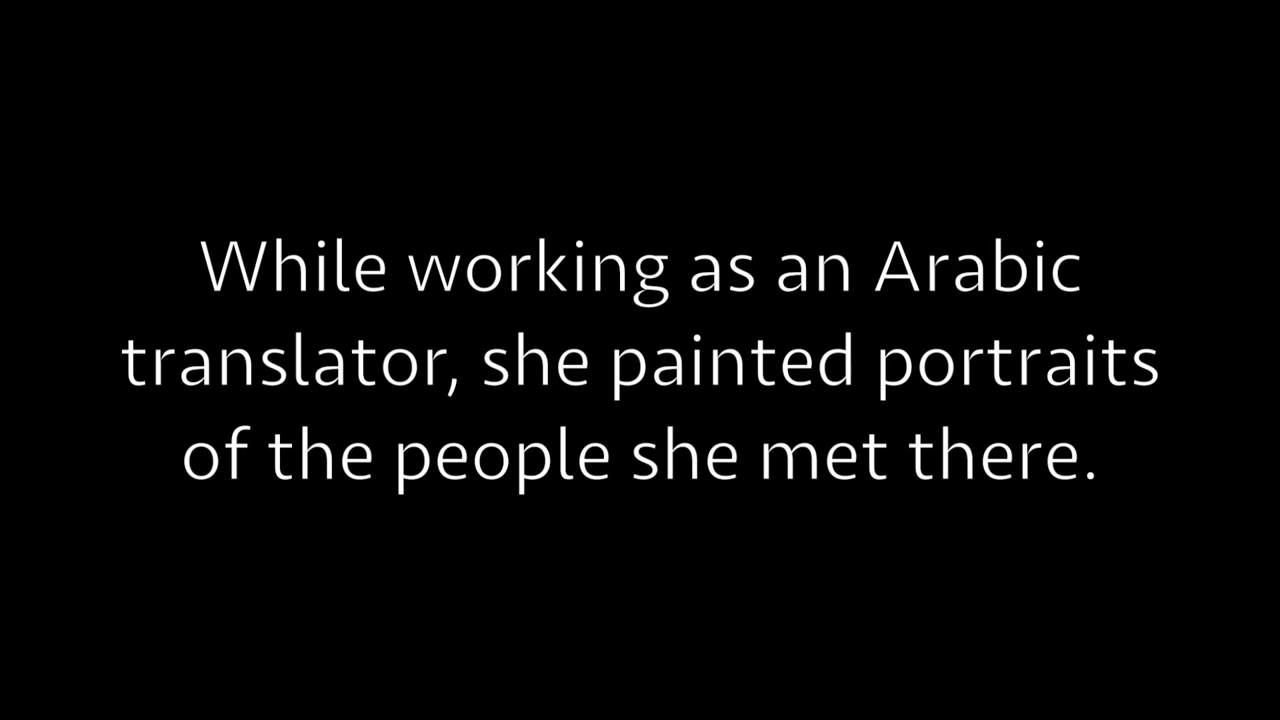 While working as an Arabic
translator, she painted portraits
of the people she met there.